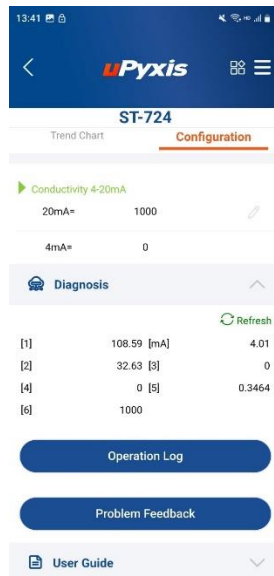 13:41
uPyxis
ST-724
Trend Chart Configuration
Conductivity 4-20mA
20mA= 1000
4mA= 0
Diagnosis
Refresh
[1] 108.59 [mA] 4.01
[2] 32.63 [3] 0
[4] 0 [5] 0.3464
[6] 1000
Operation Log
Problem Feedback
User Guide